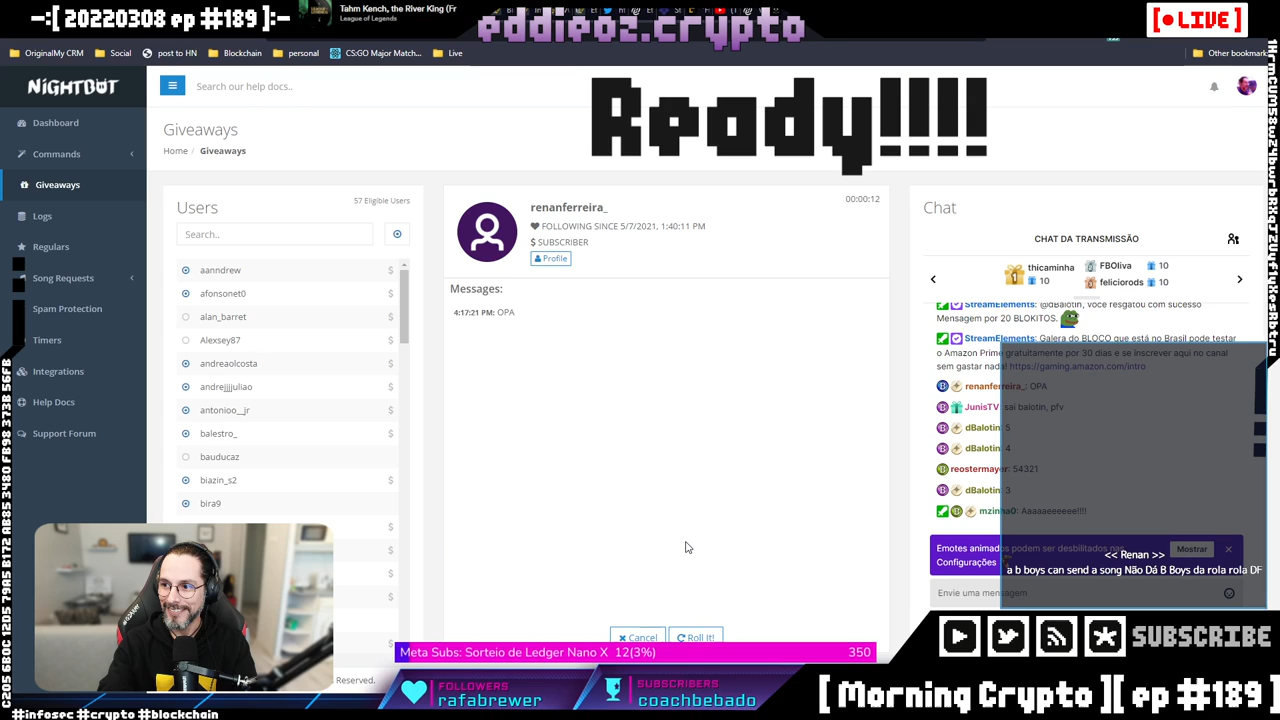 -:[ 20220308 ep #189 ]:-
Tahm Kench, the River King (Fr
League of Legends
eddieoz.crypto
[ LIVE ]
OriginalMy CRM
Social
post to HN
Blockchain
personal
CS:GO Major Match...
Live
Other bookmark
NIGHTBOT
Search our help docs..
Ready!!!!
Dashboard
Commands
Giveaways
Logs
Regulars
Song Requests
Spam Protection
Timers
Integrations
Help Docs
Support Forum
Giveaways
Home / Giveaways
Users
57 Eligible Users
Search..
aanndrew $
afonsonet0 $
alan_barret $
Alexsey87 $
andreaolcosta $
andrejjjjuliao $
antonioo__jr $
balestro_ $
bauducaz
biazin_s2 $
bira9
Reserved.
renanferreira_
00:00:12
FOLLOWING SINCE 5/7/2021, 1:40:11 PM
$ SUBSCRIBER
Profile
Messages:
4:17:21 PM: OPA
Cancel
Roll It!
Chat
CHAT DA TRANSMISSÃO
1 thicaminha 10
FBOliva 10
feliciorods 10
StreamElements: @dBalotin, você resgatou com sucesso
Mensagem por 20 BLOKITOS.
StreamElements: Galera do BLOCO que está no Brasil pode testar
o Amazon Prime gratuitamente por 30 dias e se inscrever aqui no canal
sem gastar nada! https://gaming.amazon.com/intro
renanferreira_: OPA
JunisTV: sai balotin, pfv
dBalotin: 5
dBalotin: 4
reostermayer: 54321
dBalotin: 3
mzinha0: Aaaaaeeeeee!!!!
Emotes animados podem ser desbilitados nas
Configurações
Mostrar
<< Renan >>
a b boys can send a song Não Dá B Boys da rola rola DF
Envie uma mensagem
Meta Subs: Sorteio de Ledger Nano X 12(3%) 350
FOLLOWERS
rafabrewer
SUBSCRIBERS
coachbebado
SUBSCRIBE
[ Morning Crypto ][ ep #189 ]
#infosec #crypto #blockchain